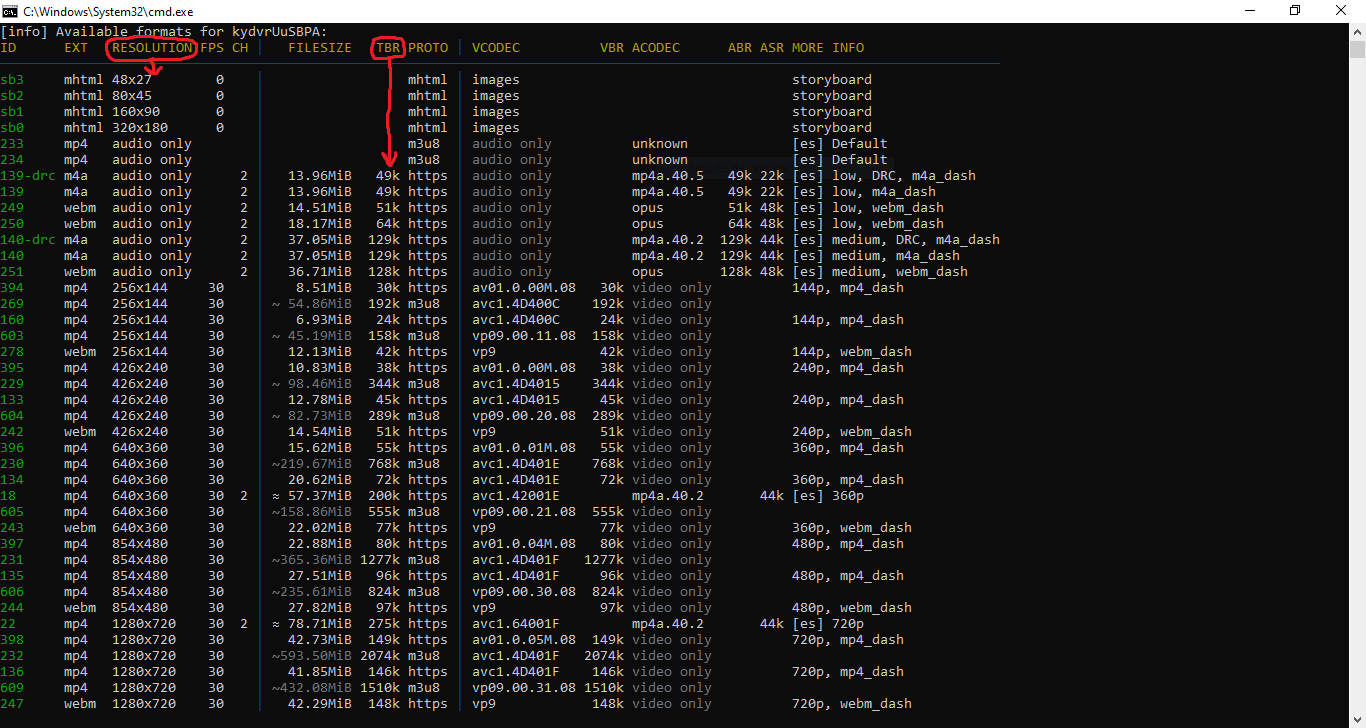 C:\Windows\System32\cmd.exe
[info] Available formats for kydvrUuSBPA:
ID EXT RESOLUTION FPS CH | FILESIZE TBR PROTO | VCODEC VBR ACODEC ABR ASR MORE INFO
sb3 mhtml 48x27 0 | mhtml | images storyboard
sb2 mhtml 80x45 0 | mhtml | images storyboard
sb1 mhtml 160x90 0 | mhtml | images storyboard
sb0 mhtml 320x180 0 | mhtml | images storyboard
233 mp4 audio only | m3u8 | audio only unknown [es] Default
234 mp4 audio only | m3u8 | audio only unknown [es] Default
139-drc m4a audio only 2 | 13.96MiB 49k https | audio only mp4a.40.5 49k 22k [es] low, DRC, m4a_dash
139 m4a audio only 2 | 13.96MiB 49k https | audio only mp4a.40.5 49k 22k [es] low, m4a_dash
249 webm audio only 2 | 14.51MiB 51k https | audio only opus 51k 48k [es] low, webm_dash
250 webm audio only 2 | 18.17MiB 64k https | audio only opus 64k 48k [es] low, webm_dash
140-drc m4a audio only 2 | 37.05MiB 129k https | audio only mp4a.40.2 129k 44k [es] medium, DRC, m4a_dash
140 m4a audio only 2 | 37.05MiB 129k https | audio only mp4a.40.2 129k 44k [es] medium, m4a_dash
251 webm audio only 2 | 36.71MiB 128k https | audio only opus 128k 48k [es] medium, webm_dash
394 mp4 256x144 30 | 8.51MiB 30k https | av01.0.00M.08 30k video only 144p, mp4_dash
269 mp4 256x144 30 | ~ 54.86MiB 192k m3u8 | avc1.4D400C 192k video only
160 mp4 256x144 30 | 6.93MiB 24k https | avc1.4D400C 24k video only 144p, mp4_dash
603 mp4 256x144 30 | ~ 45.19MiB 158k m3u8 | vp09.00.11.08 158k video only
278 webm 256x144 30 | 12.13MiB 42k https | vp9 42k video only 144p, webm_dash
395 mp4 426x240 30 | 10.83MiB 38k https | av01.0.00M.08 38k video only 240p, mp4_dash
229 mp4 426x240 30 | ~ 98.46MiB 344k m3u8 | avc1.4D4015 344k video only
133 mp4 426x240 30 | 12.78MiB 45k https | avc1.4D4015 45k video only 240p, mp4_dash
604 mp4 426x240 30 | ~ 82.73MiB 289k m3u8 | vp09.00.20.08 289k video only
242 webm 426x240 30 | 14.54MiB 51k https | vp9 51k video only 240p, webm_dash
396 mp4 640x360 30 | 15.62MiB 55k https | av01.0.01M.08 55k video only 360p, mp4_dash
230 mp4 640x360 30 | ~219.67MiB 768k m3u8 | avc1.4D401E 768k video only
134 mp4 640x360 30 | 20.62MiB 72k https | avc1.4D401E 72k video only 360p, mp4_dash
18 mp4 640x360 30 2 | ≈ 57.37MiB 200k https | avc1.42001E mp4a.40.2 44k [es] 360p
605 mp4 640x360 30 | ~158.86MiB 555k m3u8 | vp09.00.21.08 555k video only
243 webm 640x360 30 | 22.02MiB 77k https | vp9 77k video only 360p, webm_dash
397 mp4 854x480 30 | 22.88MiB 80k https | av01.0.04M.08 80k video only 480p, mp4_dash
231 mp4 854x480 30 | ~365.36MiB 1277k m3u8 | avc1.4D401F 1277k video only
135 mp4 854x480 30 | 27.51MiB 96k https | avc1.4D401F 96k video only 480p, mp4_dash
606 mp4 854x480 30 | ~235.61MiB 824k m3u8 | vp09.00.30.08 824k video only
244 webm 854x480 30 | 27.82MiB 97k https | vp9 97k video only 480p, webm_dash
22 mp4 1280x720 30 2 | ≈ 78.71MiB 275k https | avc1.64001F mp4a.40.2 44k [es] 720p
398 mp4 1280x720 30 | 42.73MiB 149k https | av01.0.05M.08 149k video only 720p, mp4_dash
232 mp4 1280x720 30 | ~593.50MiB 2074k m3u8 | avc1.4D401F 2074k video only
136 mp4 1280x720 30 | 41.85MiB 146k https | avc1.4D401F 146k video only 720p, mp4_dash
609 mp4 1280x720 30 | ~432.08MiB 1510k m3u8 | vp09.00.31.08 1510k video only
247 webm 1280x720 30 | 42.29MiB 148k https | vp9 148k video only 720p, webm_dash